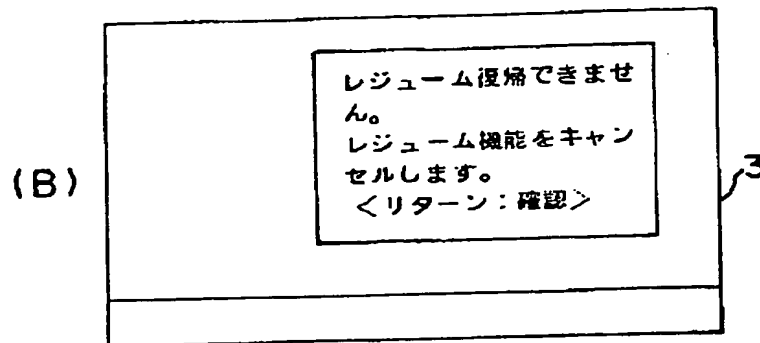 (B)
レジューム復帰できませ
ん。
レジューム機能をキャン
セルします。
<リターン:確認>
3